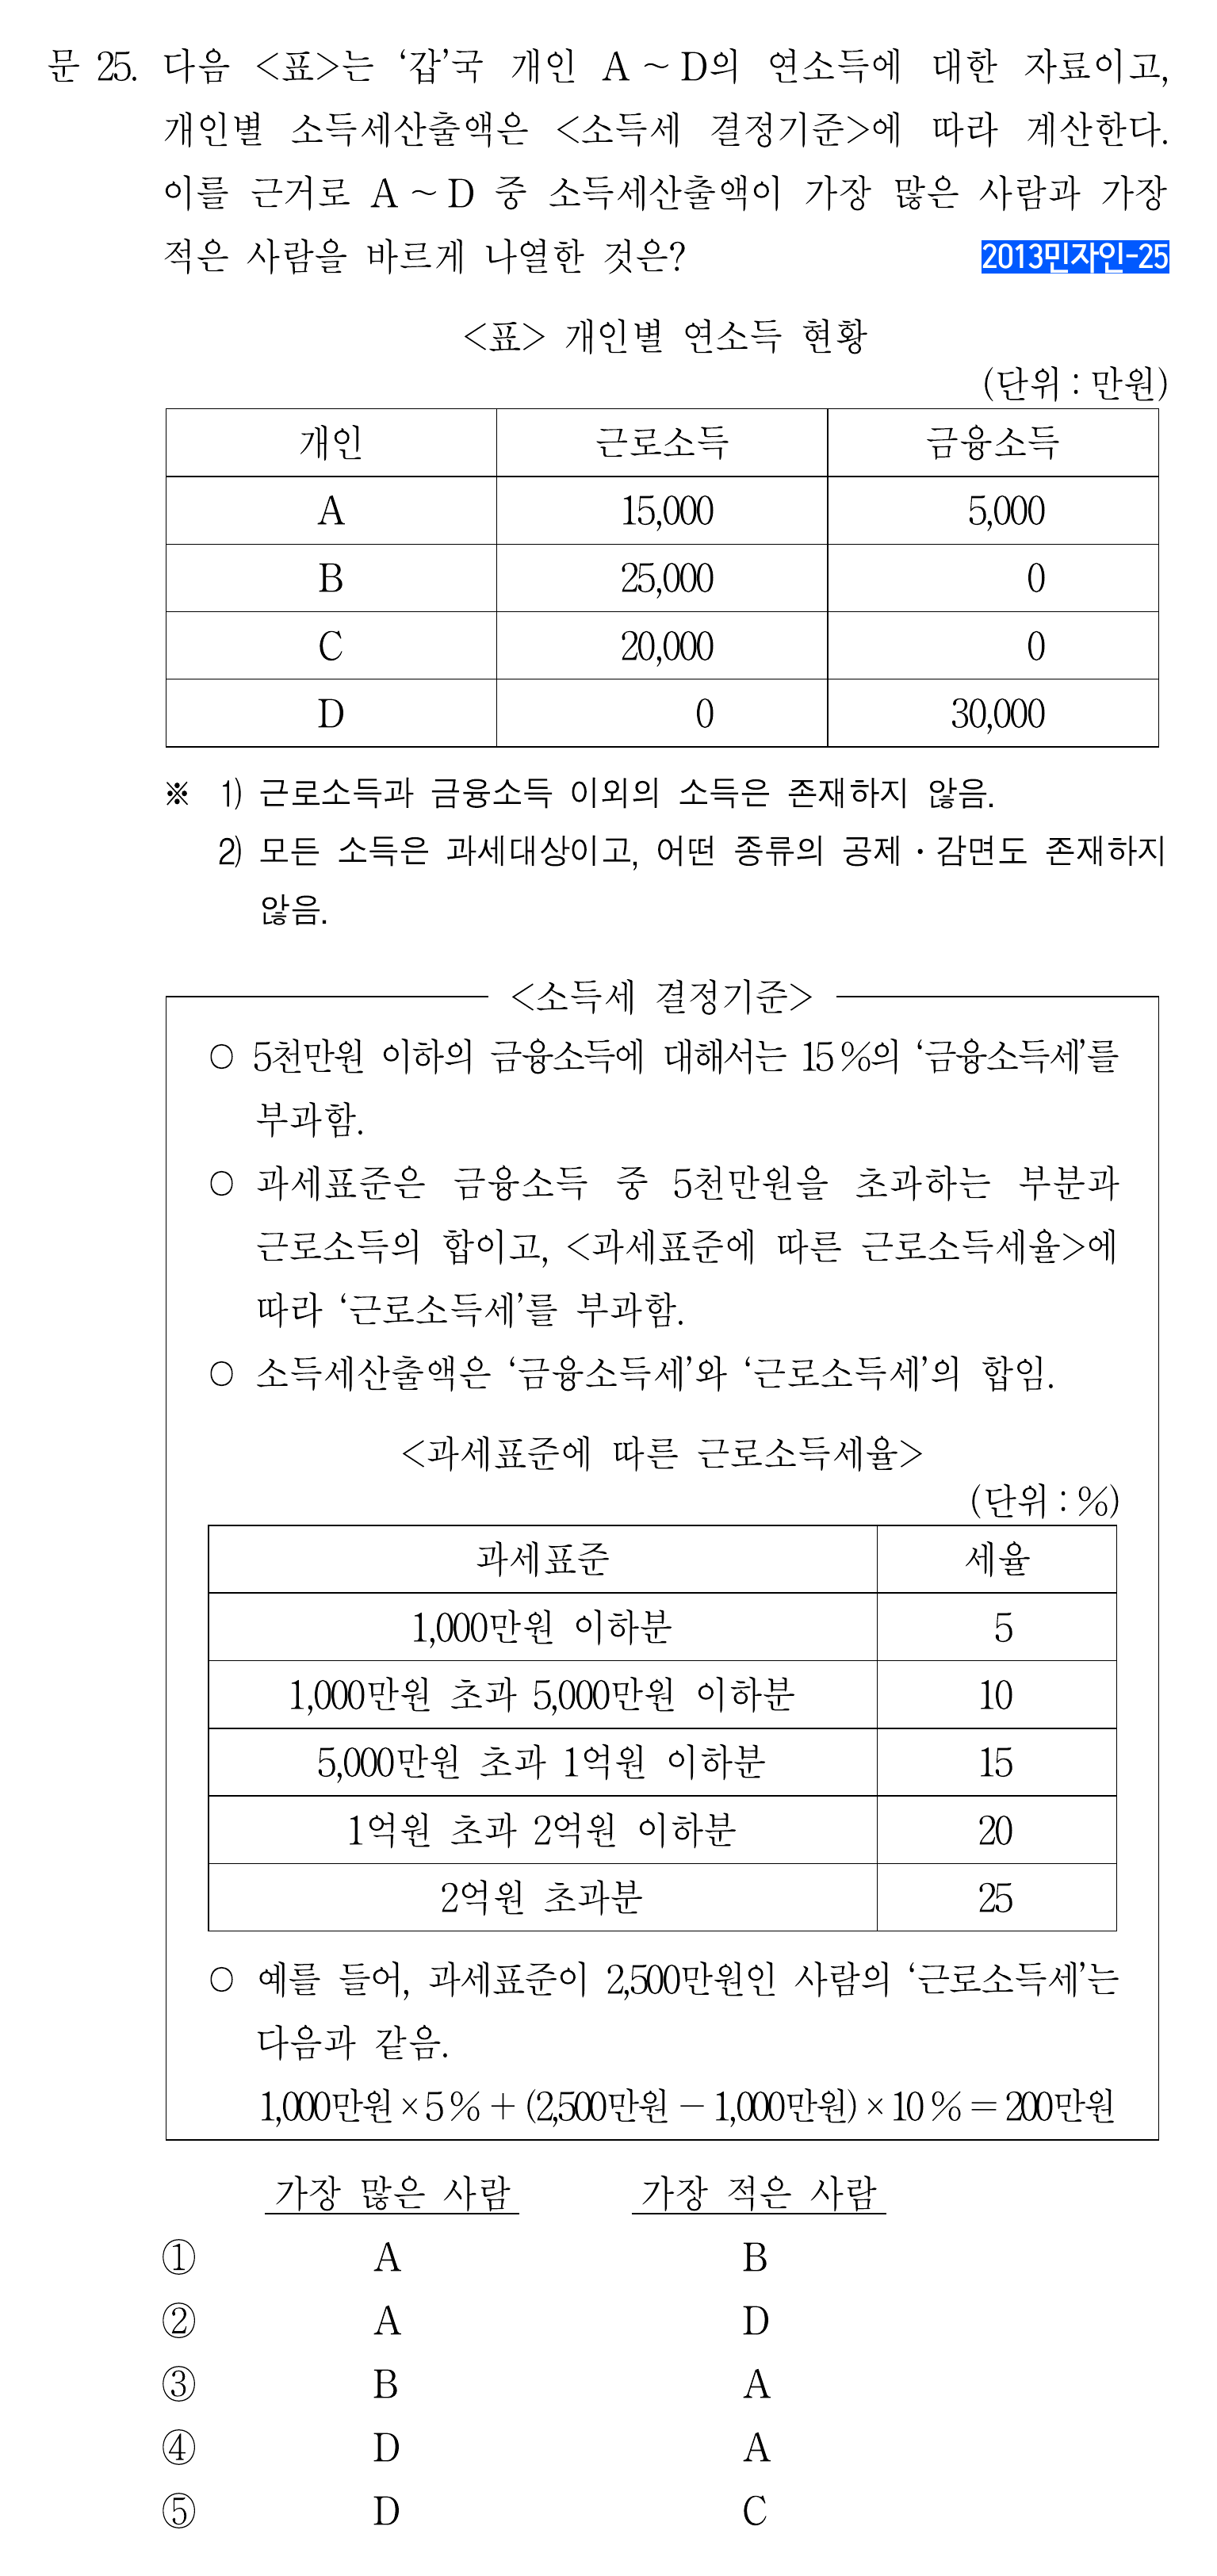 문 25. 다음 <표>는 ‘갑’국 개인 A ~ D의 연소득에 대한 자료이고,
개인별 소득세산출액은 <소득세 결정기준>에 따라 계산한다.
이를 근거로 A ~ D 중 소득세산출액이 가장 많은 사람과 가장
적은 사람을 바르게 나열한 것은? 2013민자인-25
<표> 개인별 연소득 현황
(단위 : 만원)
개인 근로소득 금융소득
A 15,000 5,000
B 25,000 0
C 20,000 0
D 0 30,000
※ 1) 근로소득과 금융소득 이외의 소득은 존재하지 않음.
2) 모든 소득은 과세대상이고, 어떤 종류의 공제・감면도 존재하지
않음.
<소득세 결정기준>
○ 5천만원 이하의 금융소득에 대해서는 15 %의 ‘금융소득세’를
부과함.
○ 과세표준은 금융소득 중 5천만원을 초과하는 부분과
근로소득의 합이고, <과세표준에 따른 근로소득세율>에
따라 ‘근로소득세’를 부과함.
○ 소득세산출액은 ‘금융소득세’와 ‘근로소득세’의 합임.
<과세표준에 따른 근로소득세율>
(단위 : %)
과세표준 세율
1,000만원 이하분 5
1,000만원 초과 5,000만원 이하분 10
5,000만원 초과 1억원 이하분 15
1억원 초과 2억원 이하분 20
2억원 초과분 25
○ 예를 들어, 과세표준이 2,500만원인 사람의 ‘근로소득세’는
다음과 같음.
1,000만원 × 5 % + (2,500만원 － 1,000만원) × 10 % = 200만원
가장 많은 사람 가장 적은 사람
① A B
② A D
③ B A
④ D A
⑤ D C